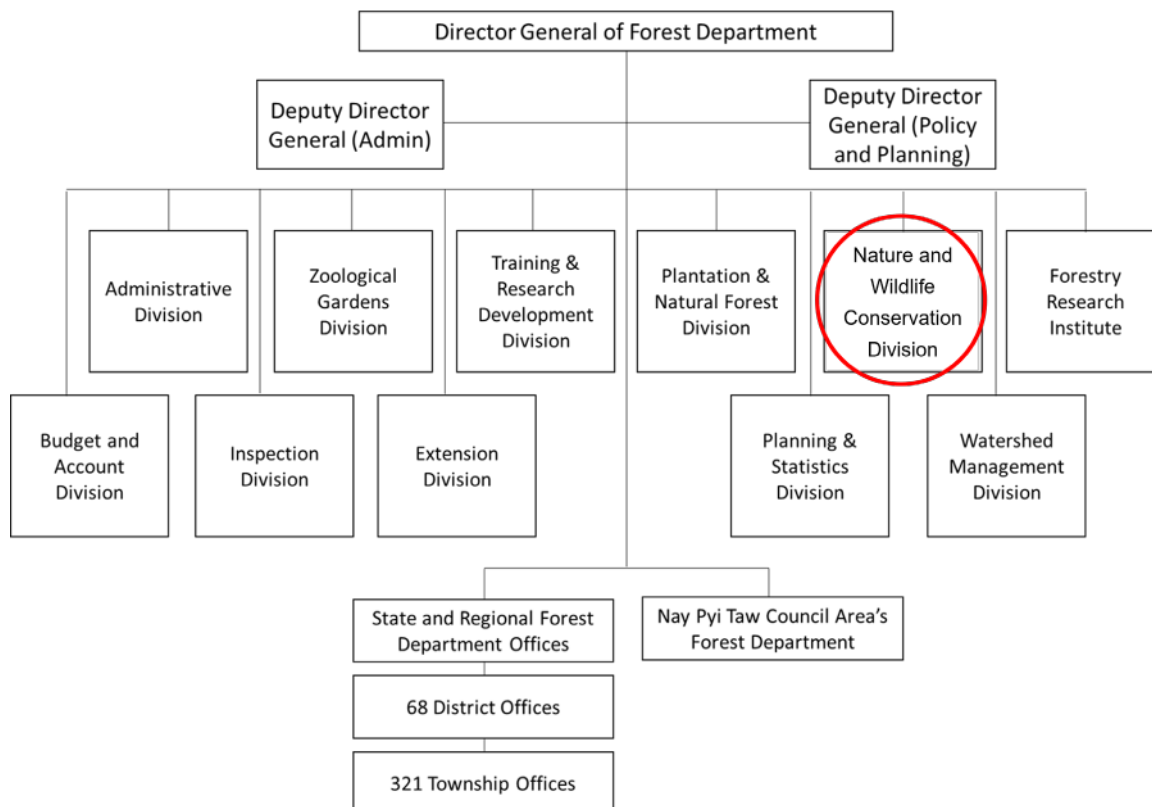 Director General of Forest Department
Deputy Director
General (Admin)
Deputy Director
General (Policy
and Planning)
Administrative
Division
Zoological
Gardens
Division
Training &
Research
Development
Division
Plantation &
Natural Forest
Division
Nature and
Wildlife
Conservation
Division
Forestry
Research
Institute
Budget and
Account
Division
Inspection
Division
Extension
Division
Planning &
Statistics
Division
Watershed
Management
Division
State and Regional Forest
Department Offices
Nay Pyi Taw Council Area's
Forest Department
68 District Offices
321 Township Offices